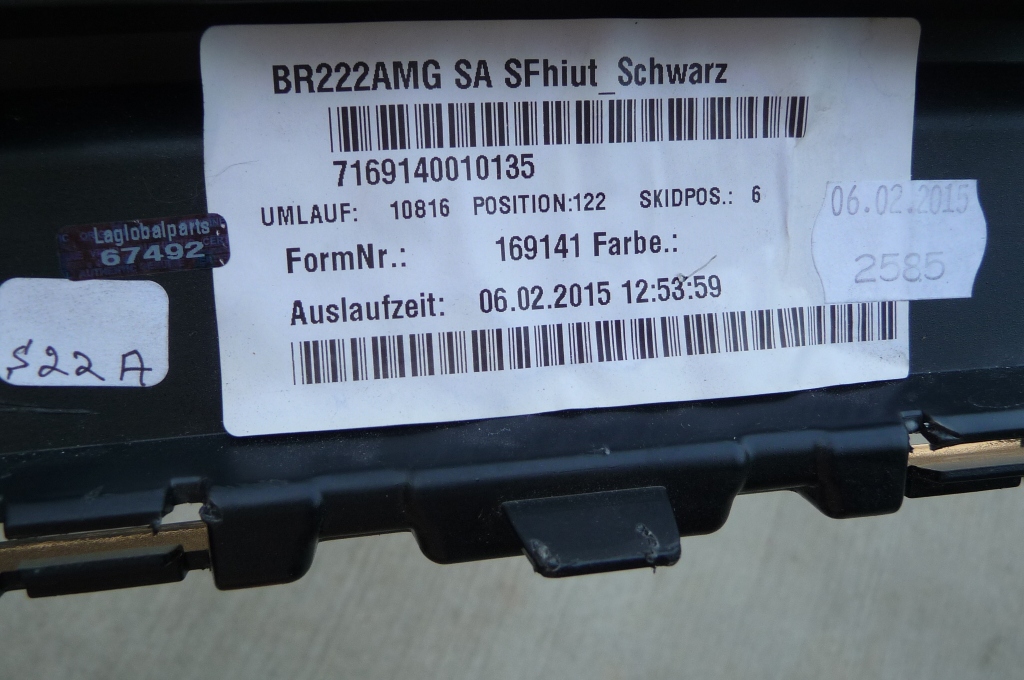 BR222AMG SA SFhiut_Schwarz
7169140010135
UMLAUF: 10816 POSITION:122 SKIDPOS.: 6
FormNr.: 169141 Farbe.:
Auslaufzeit: 06.02.2015 12:53:59
06.02.2015
2585
Laglobalparts
67492
S22A